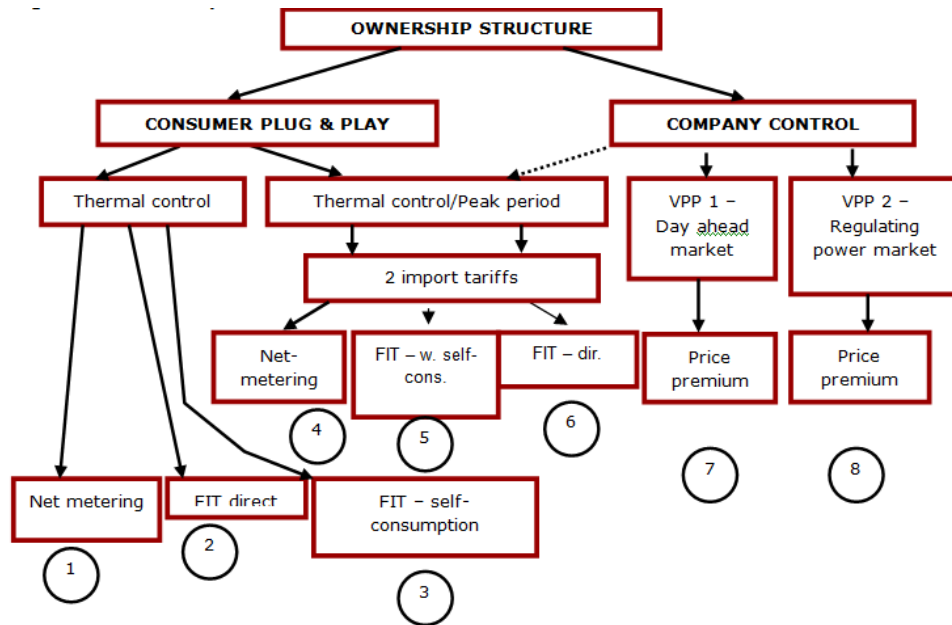 OWNERSHIP STRUCTURE
CONSUMER PLUG & PLAY
COMPANY CONTROL
Thermal control
Thermal control/Peak period
VPP 1 –
Day ahead
market
VPP 2 –
Regulating
power market
2 import tariffs
Net-
metering
FIT – w. self-
cons.
FIT – dir.
Price
premium
Price
premium
4
5
6
7
8
Net metering
FIT direct
FIT – self-
consumption
1
2
3